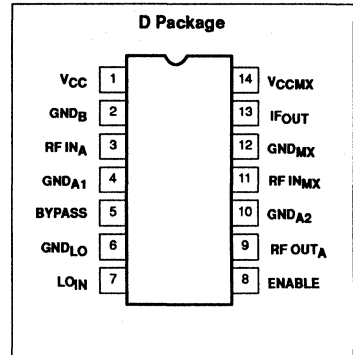 D Package
VCC 1 14 VCCMX
GNDB 2 13 IFOUT
RF INA 3 12 GNDMX
GNDA1 4 11 RF INMX
BYPASS 5 10 GNDA2
GNDLO 6 9 RF OUTA
LOIN 7 8 ENABLE